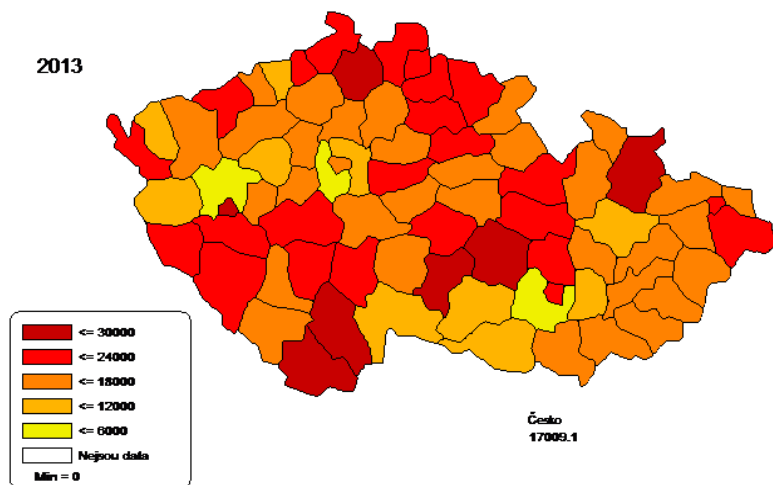 2013
<= 30000
<= 24000
<= 18000
<= 12000
<= 6000
Nejsou data
Min = 0
Česko
17009.1